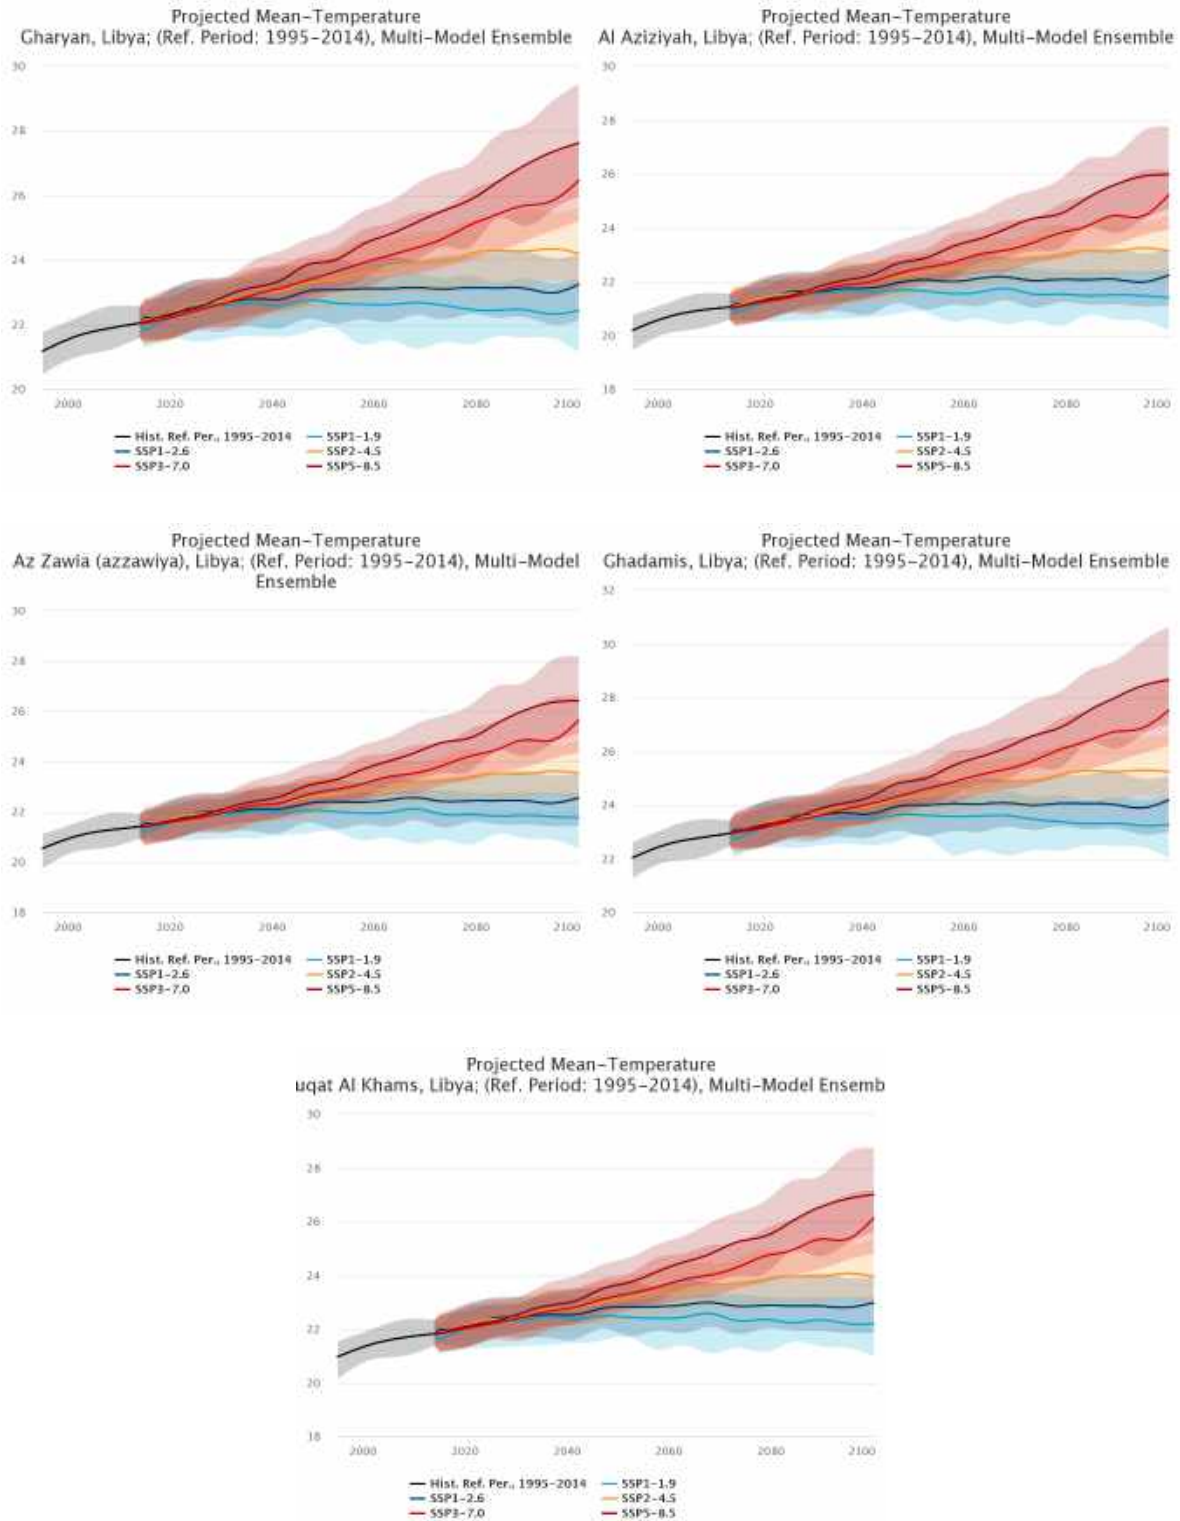 Projected Mean-Temperature
Gharyan, Libya; (Ref. Period: 1995-2014), Multi-Model Ensemble
30
28
26
24
22
20
2000 2020 2040 2060 2080 2100
Hist. Ref. Per., 1995-2014 SSP1-1.9
SSP1-2.6 SSP2-4.5
SSP3-7.0 SSP5-8.5
Projected Mean-Temperature
Al Aziziyah, Libya; (Ref. Period: 1995-2014), Multi-Model Ensemble
30
28
26
24
22
20
18
2000 2020 2040 2060 2080 2100
Hist. Ref. Per., 1995-2014 SSP1-1.9
SSP1-2.6 SSP2-4.5
SSP3-7.0 SSP5-8.5
Projected Mean-Temperature
Az Zawia (azzawiya), Libya; (Ref. Period: 1995-2014), Multi-Model
Ensemble
30
28
26
24
22
20
18
2000 2020 2040 2060 2080 2100
Hist. Ref. Per., 1995-2014 SSP1-1.9
SSP1-2.6 SSP2-4.5
SSP3-7.0 SSP5-8.5
Projected Mean-Temperature
Ghadamis, Libya; (Ref. Period: 1995-2014), Multi-Model Ensemble
32
30
28
26
24
22
20
2000 2020 2040 2060 2080 2100
Hist. Ref. Per., 1995-2014 SSP1-1.9
SSP1-2.6 SSP2-4.5
SSP3-7.0 SSP5-8.5
Projected Mean-Temperature
uqat Al Khams, Libya; (Ref. Period: 1995-2014), Multi-Model Ensemb
30
28
26
24
22
20
18
2000 2020 2040 2060 2080 2100
Hist. Ref. Per., 1995-2014 SSP1-1.9
SSP1-2.6 SSP2-4.5
SSP3-7.0 SSP5-8.5